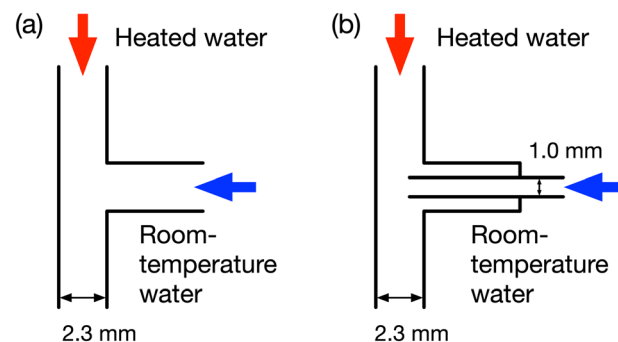 (a)
Heated water
Room-
temperature
water
2.3 mm
(b)
Heated water
1.0 mm
Room-
temperature
water
2.3 mm